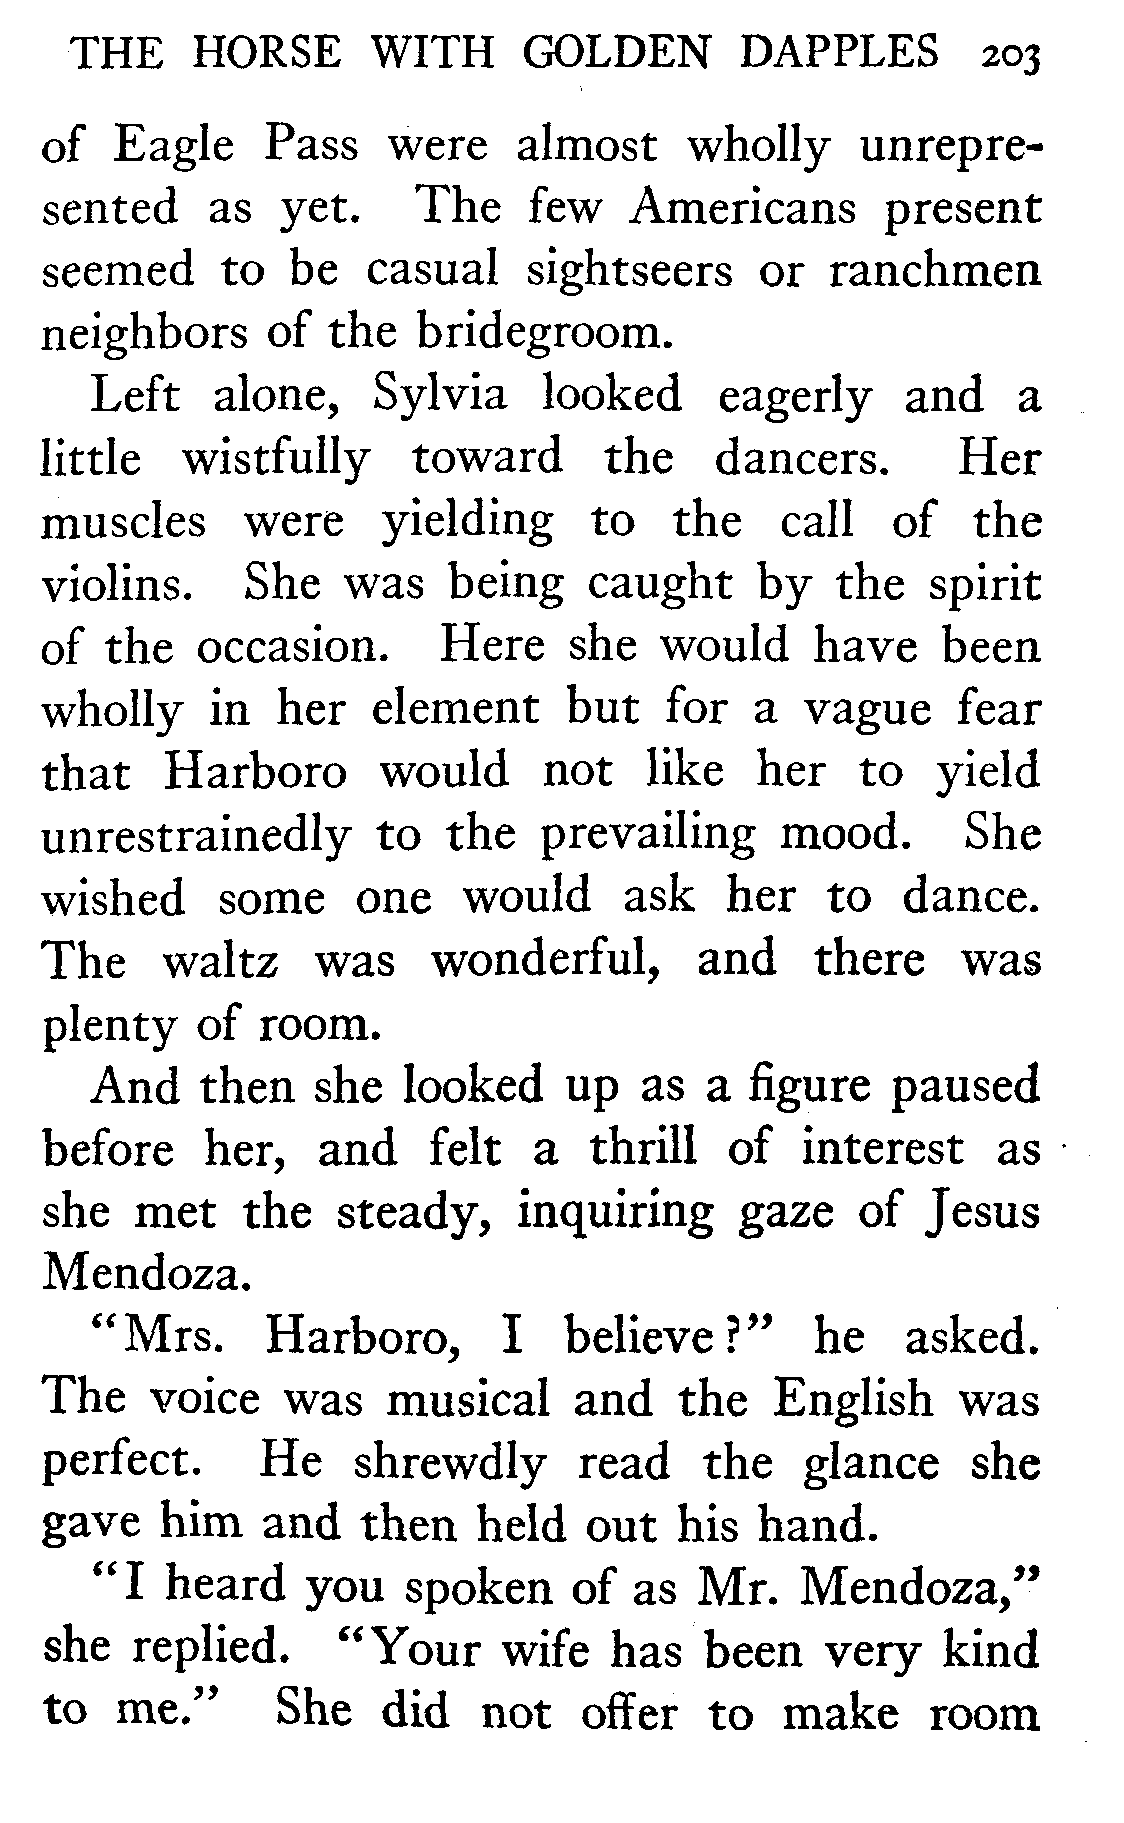 THE HORSE WITH GOLDEN DAPPLES 203
of Eagle Pass were almost wholly unrepre-
sented as yet. The few Americans present
seemed to be casual sightseers or ranchmen
neighbors of the bridegroom.
Left alone, Sylvia looked eagerly and a
little wistfully toward the dancers. Her
muscles were yielding to the call of the
violins. She was being caught by the spirit
of the occasion. Here she would have been
wholly in her element but for a vague fear
that Harboro would not like her to yield
unrestrainedly to the prevailing mood. She
wished some one would ask her to dance.
The waltz was wonderful, and there was
plenty of room.
And then she looked up as a figure paused
before her, and felt a thrill of interest as
she met the steady, inquiring gaze of Jesus
Mendoza.
"Mrs. Harboro, I believe?" he asked.
The voice was musical and the English was
perfect. He shrewdly read the glance she
gave him and then held out his hand.
"I heard you spoken of as Mr. Mendoza,"
she replied. "Your wife has been very kind
to me." She did not offer to make room